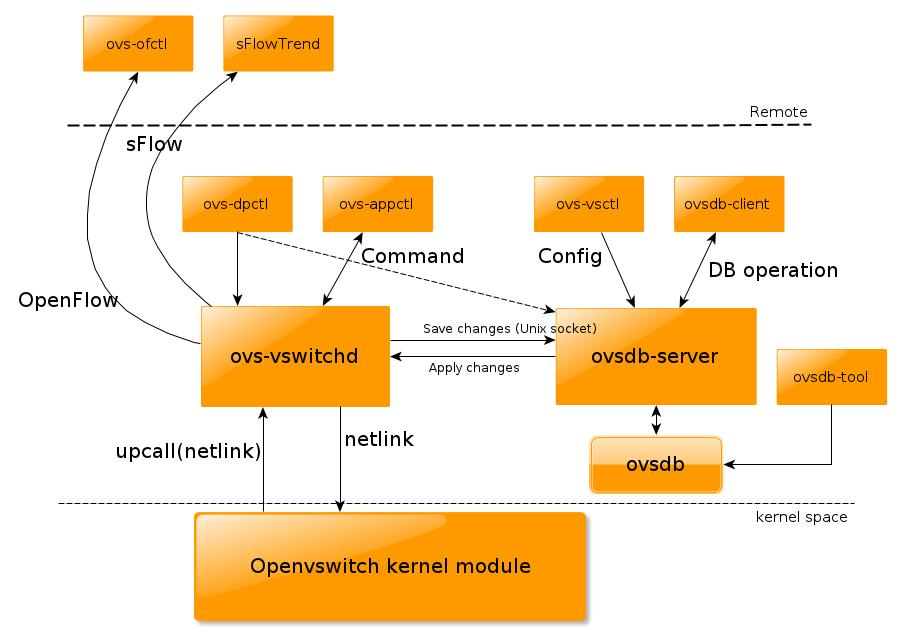 ovs-ofctl
sFlowTrend
Remote
sFlow
ovs-dpctl
ovs-appctl
ovs-vsctl
ovsdb-client
Command
Config
DB operation
OpenFlow
Save changes (Unix socket)
ovs-vswitchd
ovsdb-server
Apply changes
ovsdb-tool
netlink
upcall(netlink)
ovsdb
kernel space
Openvswitch kernel module